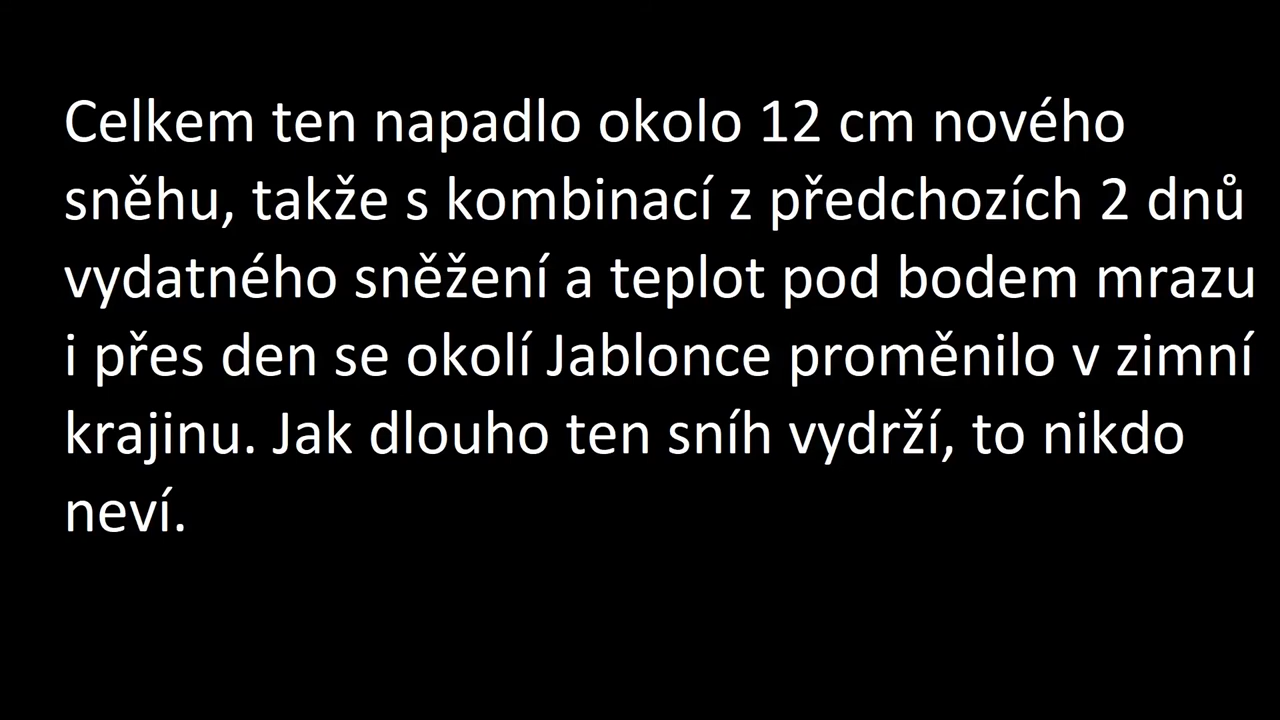 Celkem ten napadlo okolo 12 cm nového
sněhu, takže s kombinací z předchozích 2 dnů
vydatného sněžení a teplot pod bodem mrazu
i přes den se okolí Jablonce proměnilo v zimní
krajinu. Jak dlouho ten sníh vydrží, to nikdo
neví.